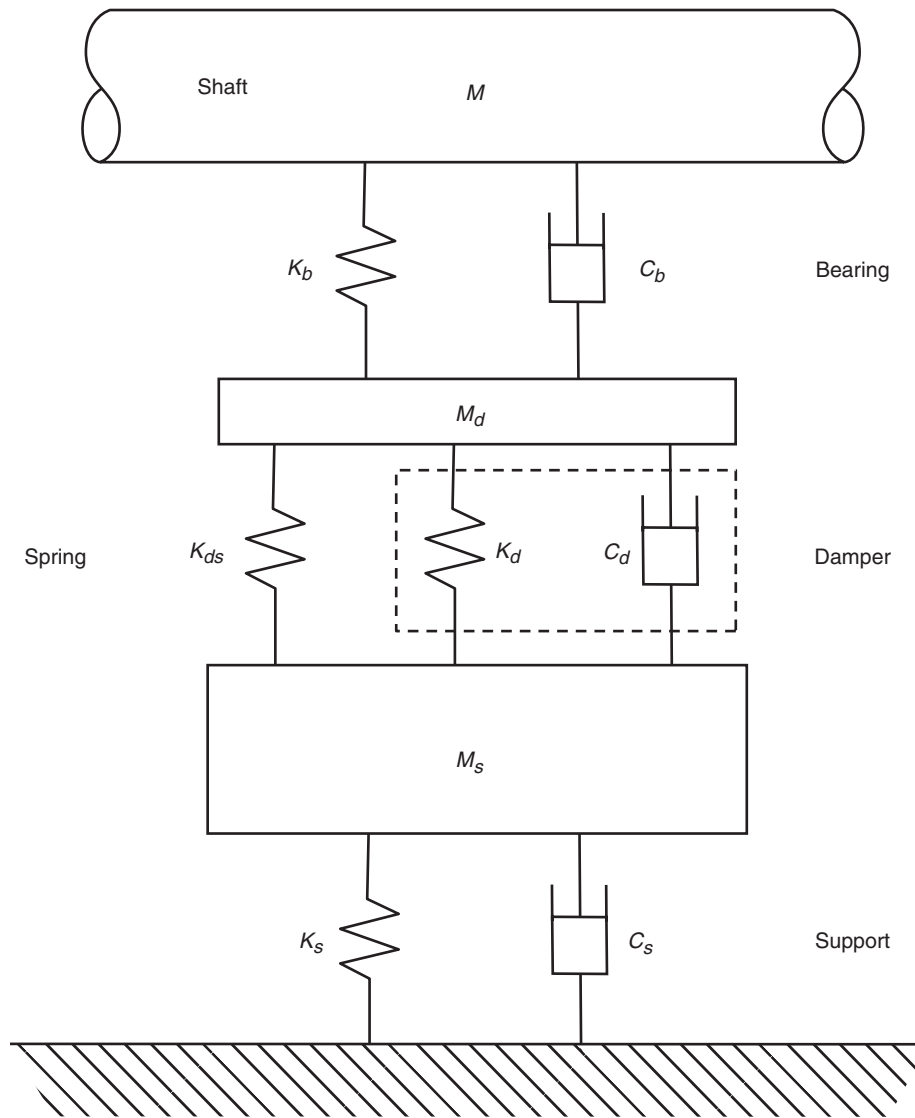 Shaft M
K_b C_b Bearing
M_d
Spring K_ds K_d C_d Damper
M_s
K_s C_s Support